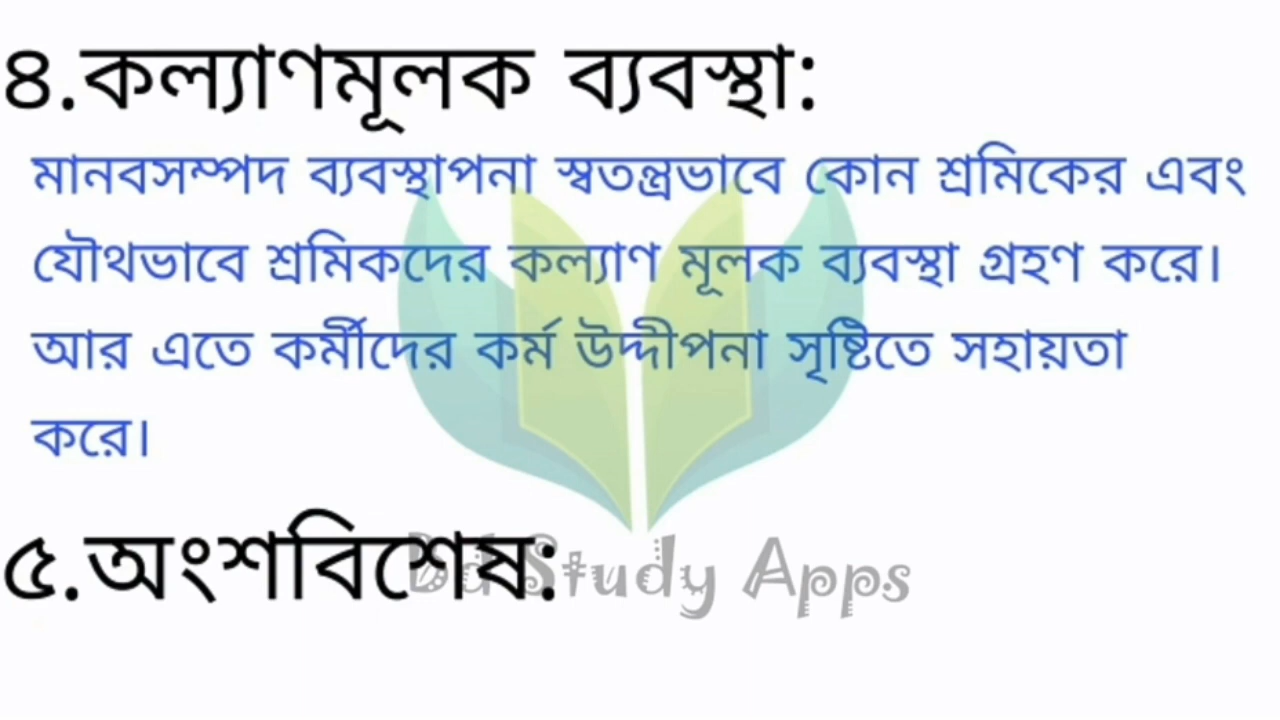 ৪.কল্যাণমূলক ব্যবস্থা:
মানবসম্পদ ব্যবস্থাপনা স্বতন্ত্রভাবে কোন শ্রমিকের এবং
যৌথভাবে শ্রমিকদের কল্যাণ মূলক ব্যবস্থা গ্রহণ করে।
আর এতে কর্মীদের কর্ম উদ্দীপনা সৃষ্টিতে সহায়তা
করে।
৫.অংশবিশেষ:
Bd Study Apps